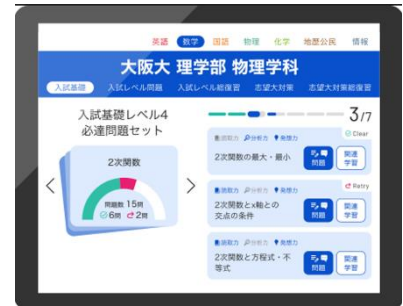 英語 数学 国語 物理 化学 地歴公民 情報
大阪大 理学部 物理学科
入試基礎 入試レベル問題 入試レベル総復習 志望大対策 志望大対策総復習
入試基礎レベル4
必達問題セット
2次関数
問題数 15問
6問 2問
3/7
読解力 分析力 発想力
Clear
2次関数の最大・最小
問題
関連
学習
読解力 分析力 発想力
Retry
2次関数とx軸との
交点の条件
問題
関連
学習
読解力 分析力 発想力
2次関数と方程式・不
等式
問題
関連
学習